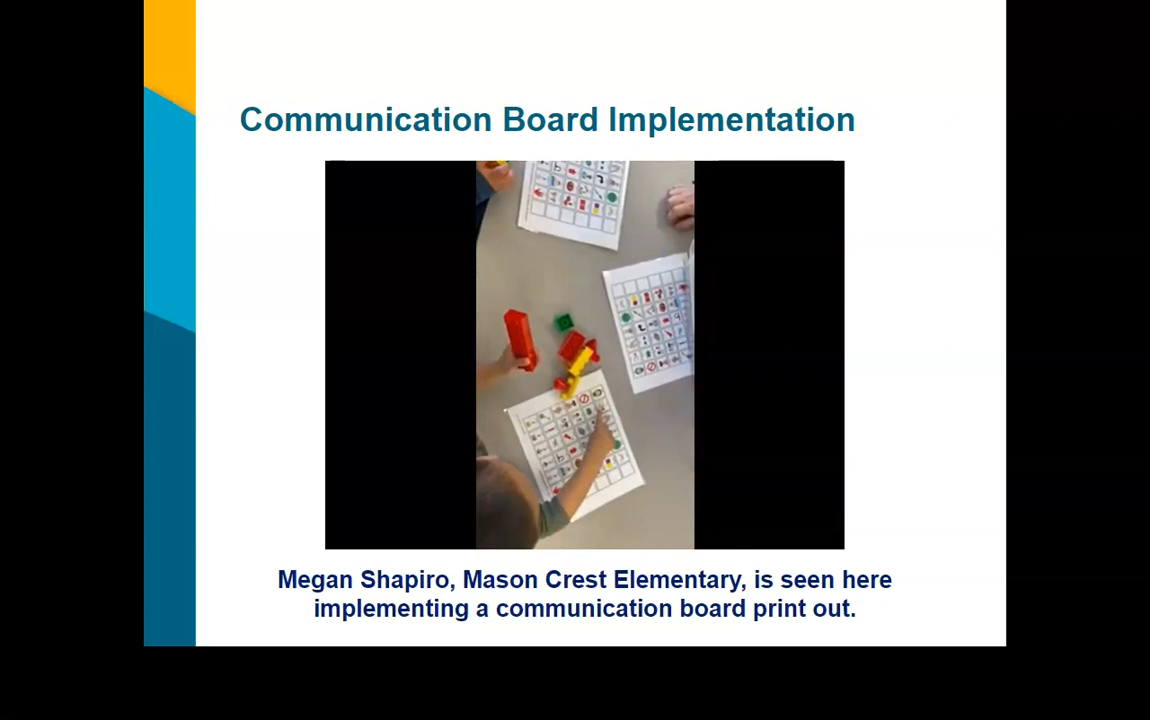 Communication Board Implementation
Megan Shapiro, Mason Crest Elementary, is seen here
implementing a communication board print out.